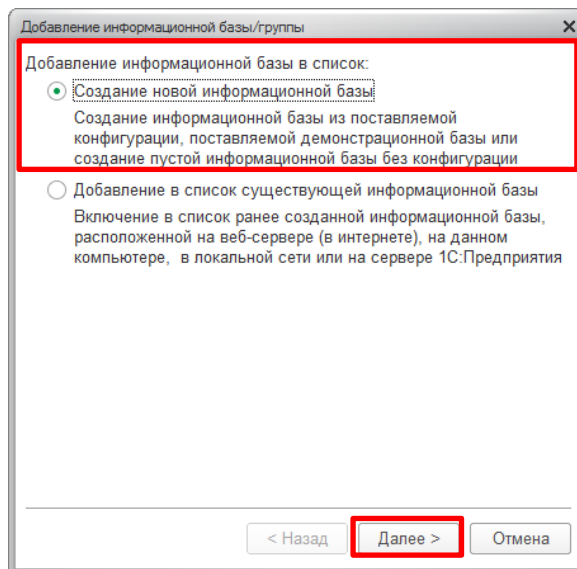 Добавление информационной базы/группы
Добавление информационной базы в список:
Создание новой информационной базы
Создание информационной базы из поставляемой
конфигурации, поставляемой демонстрационной базы или
создание пустой информационной базы без конфигурации
Добавление в список существующей информационной базы
Включение в список ранее созданной информационной базы,
расположенной на веб-сервере (в интернете), на данном
компьютере, в локальной сети или на сервере 1С:Предприятия
< Назад Далее > Отмена